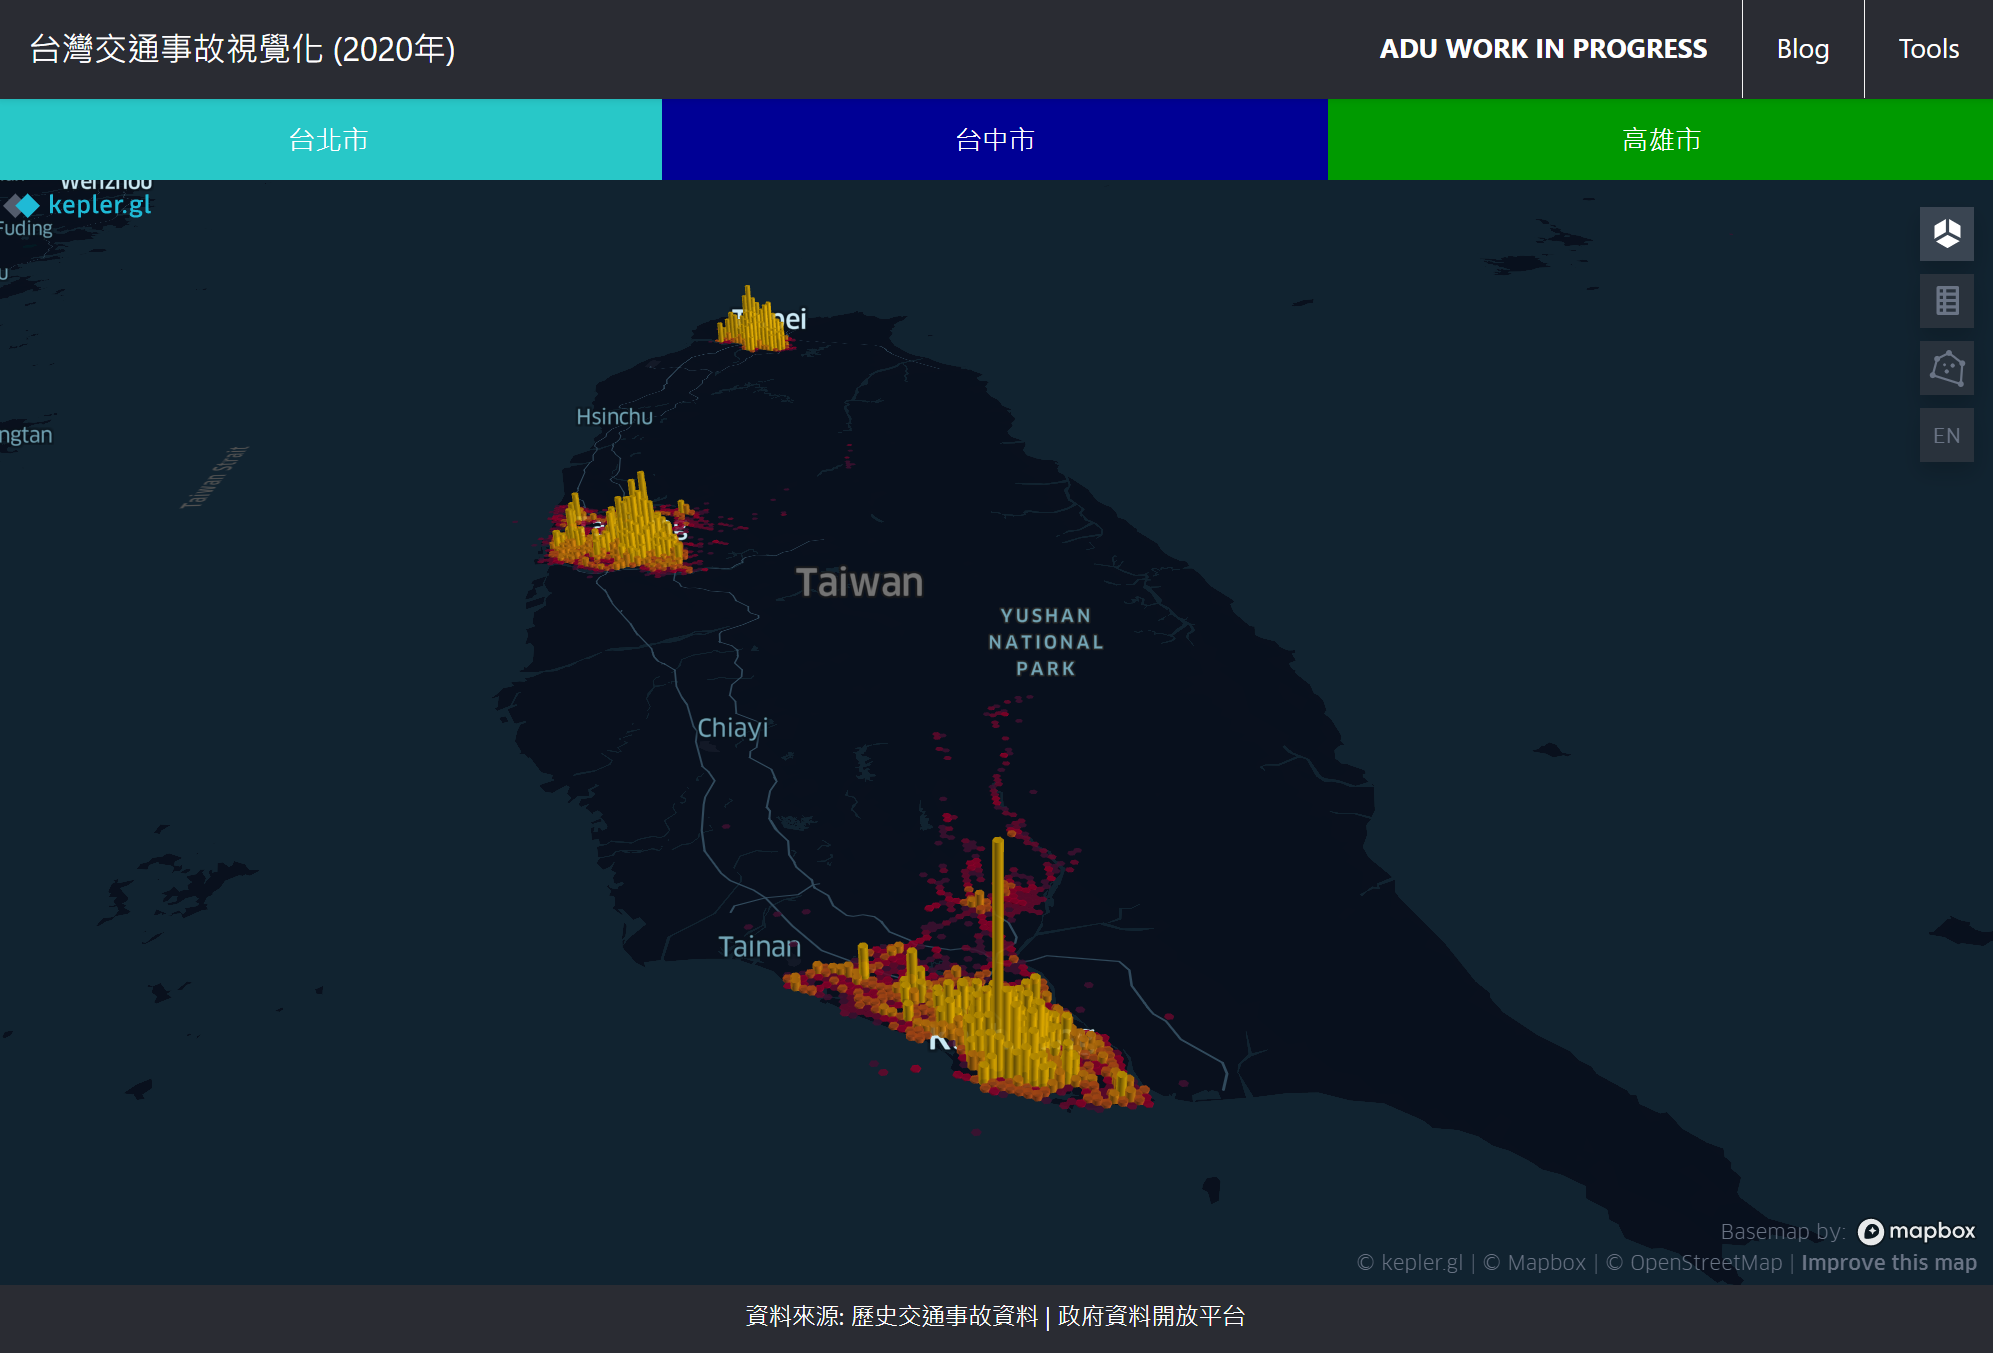 台灣交通事故視覺化 (2020年)
ADU WORK IN PROGRESS
Blog
Tools
台北市
台中市
高雄市
Wenzhou
kepler.gl
Fuding
EN
Hsinchu
ngtan
Taiwan Strait
Taiwan
YUSHAN
NATIONAL
PARK
Chiayi
Tainan
Basemap by: mapbox
© kepler.gl | © Mapbox | © OpenStreetMap | Improve this map
資料來源: 歷史交通事故資料 | 政府資料開放平台